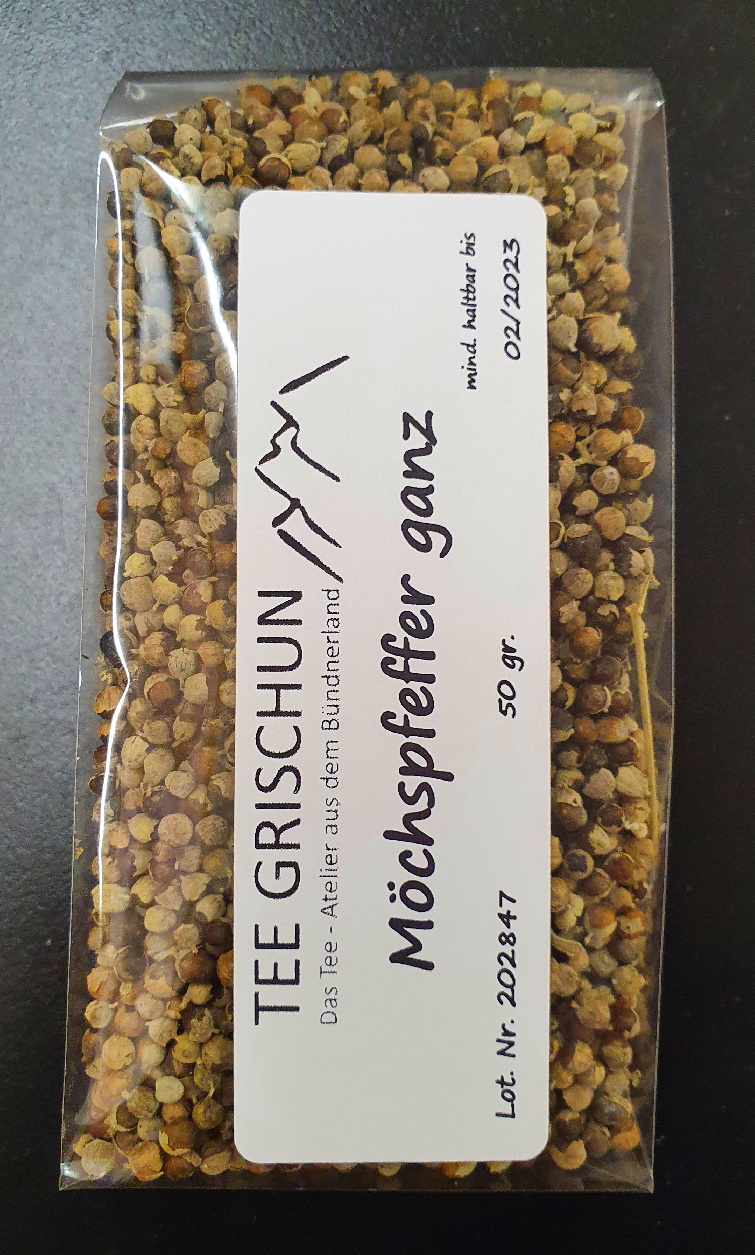 TEE GRISCHUN
Das Tee - Atelier aus dem Bündnerland
Möchspfeffer ganz
mind. haltbar bis
Lot. Nr. 202847 50 gr. 02/2023